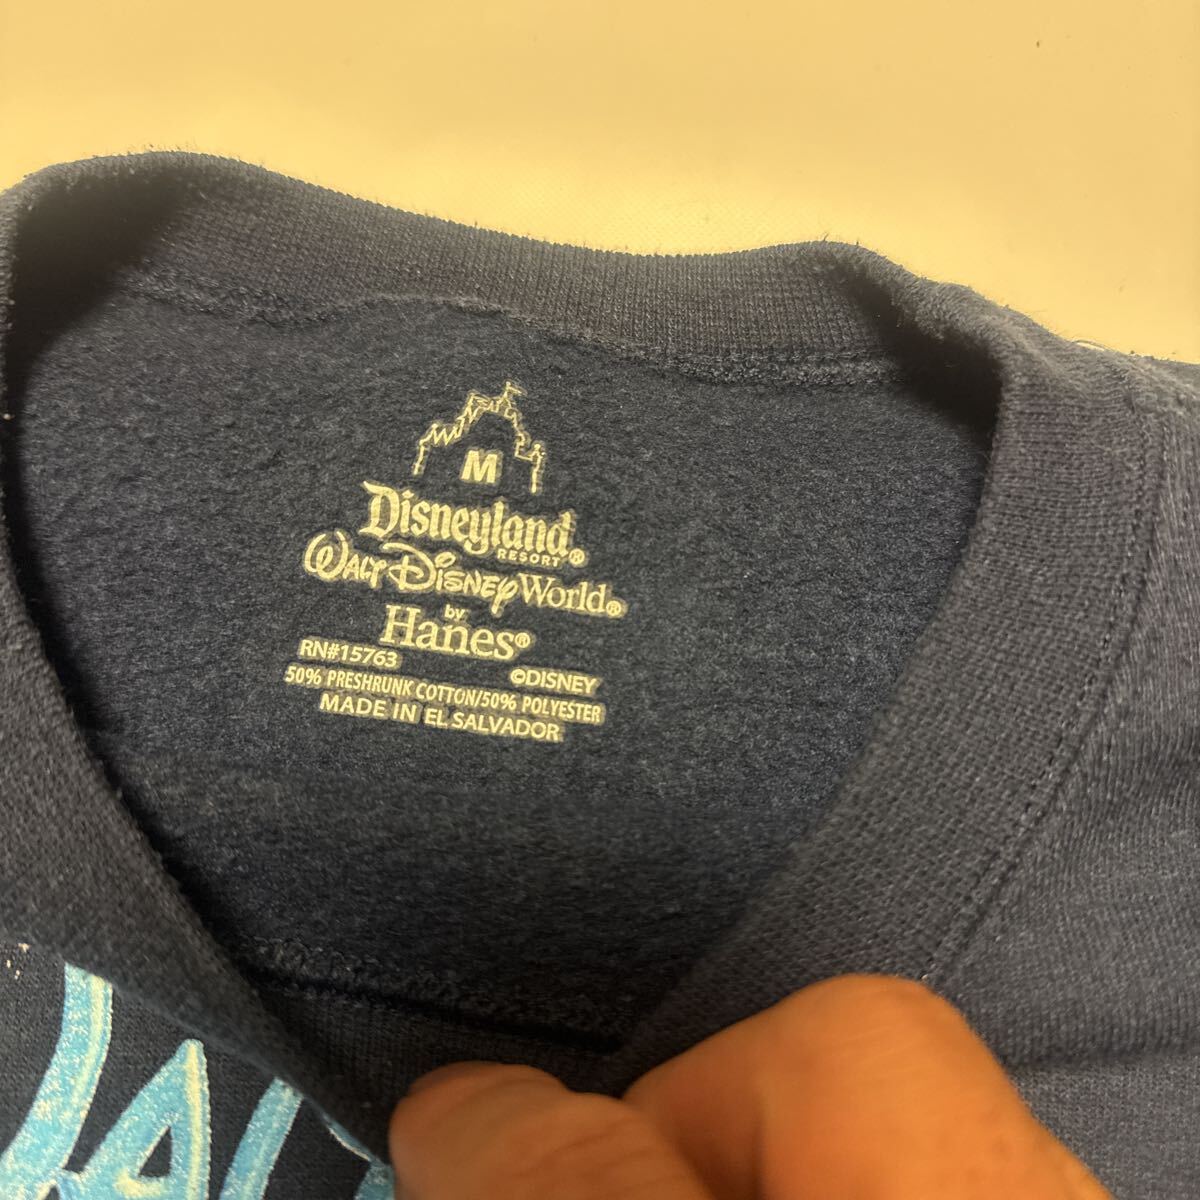 M
Disneyland
RESORT®
WALT DISNEY World®
by
Hanes®
RN#15763
©DISNEY
50% PRESHRUNK COTTON/50% POLYESTER
MADE IN EL SALVADOR